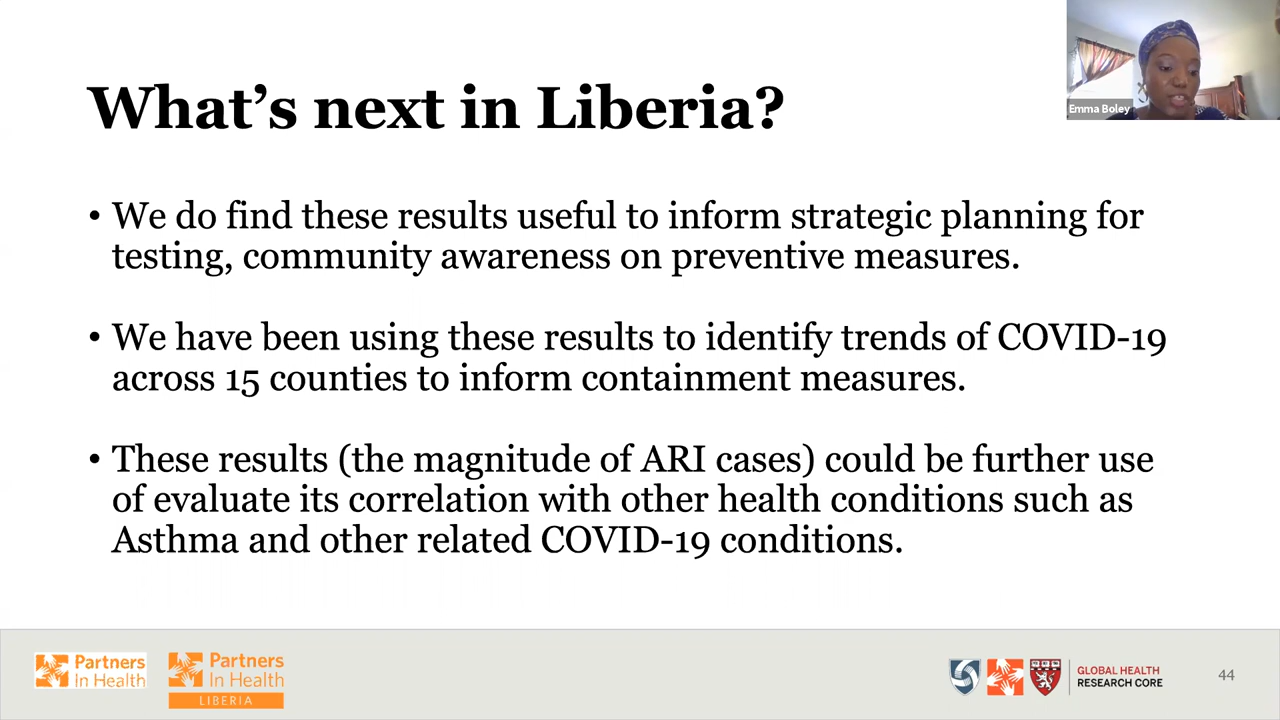 What's next in Liberia?
Emma Boley
• We do find these results useful to inform strategic planning for
testing, community awareness on preventive measures.
• We have been using these results to identify trends of COVID-19
across 15 counties to inform containment measures.
• These results (the magnitude of ARI cases) could be further use
of evaluate its correlation with other health conditions such as
Asthma and other related COVID-19 conditions.
Partners
In Health
Partners
In Health
LIBERIA
GLOBAL HEALTH
RESEARCH CORE
44